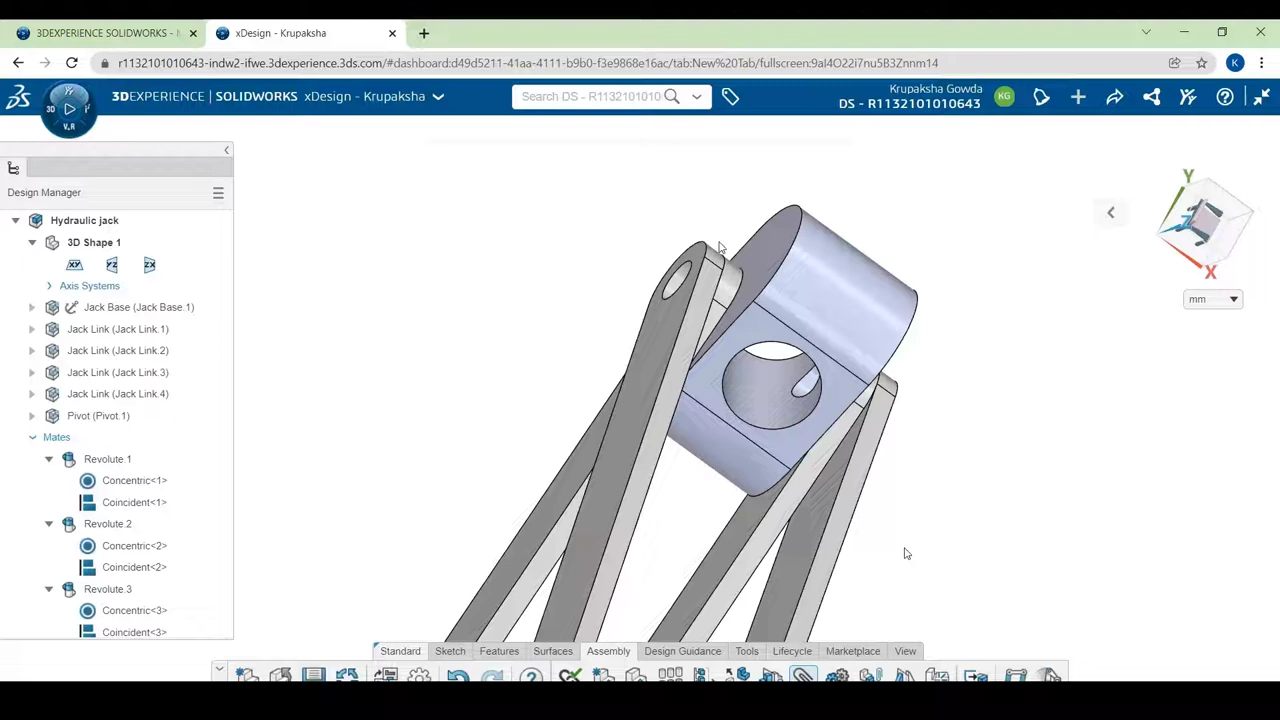 3DEXPERIENCE SOLIDWORKS -
xDesign - Krupaksha
r1132101010643-indw2-ifwe.3dexperience.3ds.com/#dashboard:d49d5211-41aa-4111-b9b0-f3e9868e16ac/tab:New%20Tab/fullscreen:9aI4O22i7nu5B3Znnm14
K
3DEXPERIENCE | SOLIDWORKS xDesign - Krupaksha
Search DS - R1132101010
Krupaksha Gowda
DS - R1132101010643
KG
3D
V.R
Design Manager
Hydraulic jack
3D Shape 1
XY
YZ
ZX
Axis Systems
Jack Base (Jack Base.1)
Jack Link (Jack Link.1)
Jack Link (Jack Link.2)
Jack Link (Jack Link.3)
Jack Link (Jack Link.4)
Pivot (Pivot.1)
Mates
Revolute.1
Concentric<1>
Coincident<1>
Revolute.2
Concentric<2>
Coincident<2>
Revolute.3
Concentric<3>
Coincident<3>
Y
Z
X
mm
Standard
Sketch
Features
Surfaces
Assembly
Design Guidance
Tools
Lifecycle
Marketplace
View